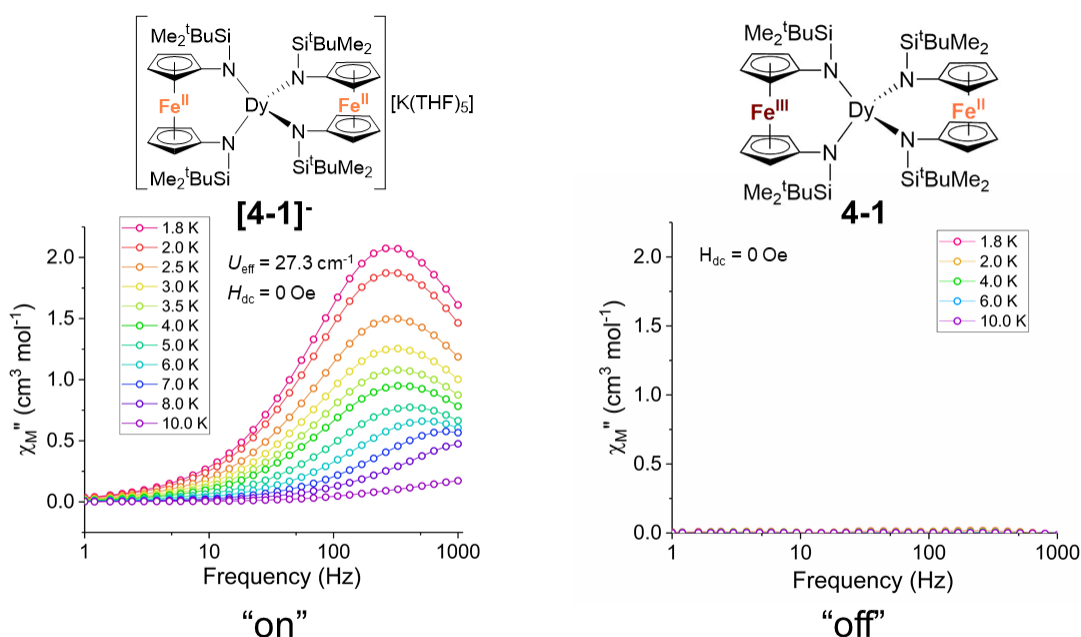 Me₂ᵗBuSi
SiᵗBuMe₂
N
N
Feᴵᴵ
Dy
Feᴵᴵ
[K(THF)₅]
N
N
Me₂ᵗBuSi
SiᵗBuMe₂
[4-1]⁻
1.8 K
2.0 K
2.5 K
3.0 K
3.5 K
4.0 K
5.0 K
6.0 K
7.0 K
8.0 K
10.0 K
Ueff = 27.3 cm⁻¹
Hdc = 0 Oe
χM" (cm³ mol⁻¹)
2.0
1.5
1.0
0.5
0.0
1
10
100
1000
Frequency (Hz)
“on”
Me₂ᵗBuSi
SiᵗBuMe₂
N
N
Feᴵᴵᴵ
Dy
Feᴵᴵ
N
N
Me₂ᵗBuSi
SiᵗBuMe₂
4-1
Hdc = 0 Oe
1.8 K
2.0 K
4.0 K
6.0 K
10.0 K
χM" (cm³ mol⁻¹)
2.0
1.5
1.0
0.5
0.0
1
10
100
1000
Frequency (Hz)
“off”